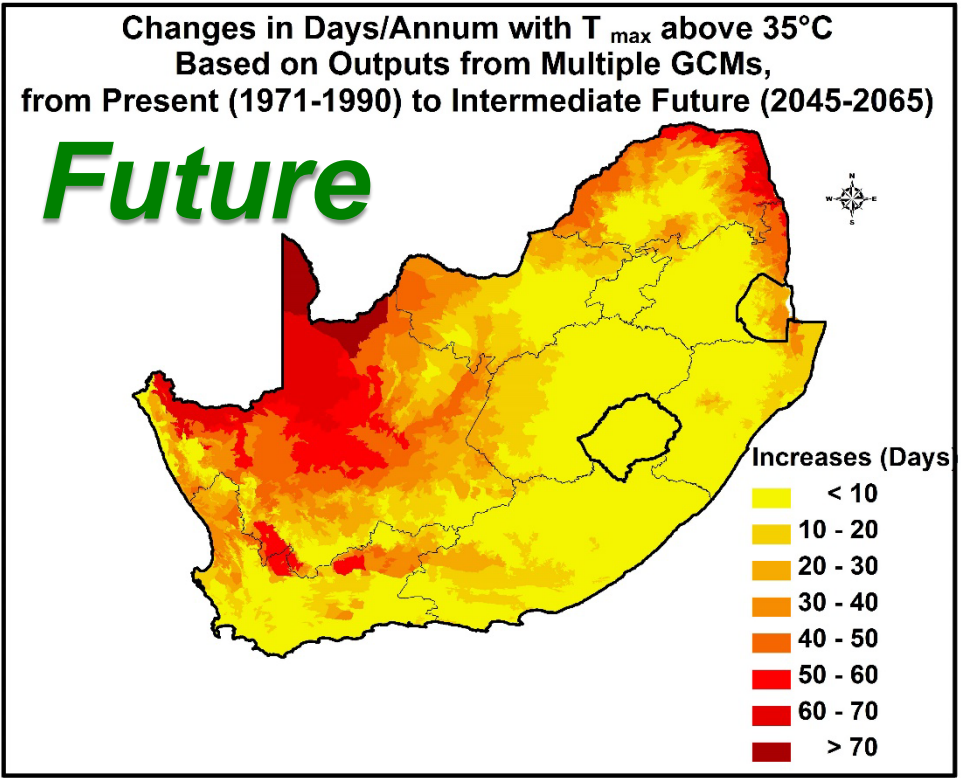 Changes in Days/Annum with T max above 35°C
Based on Outputs from Multiple GCMs,
from Present (1971-1990) to Intermediate Future (2045-2065)
Future
N
W E
S
Increases (Days)
< 10
10 - 20
20 - 30
30 - 40
40 - 50
50 - 60
60 - 70
> 70